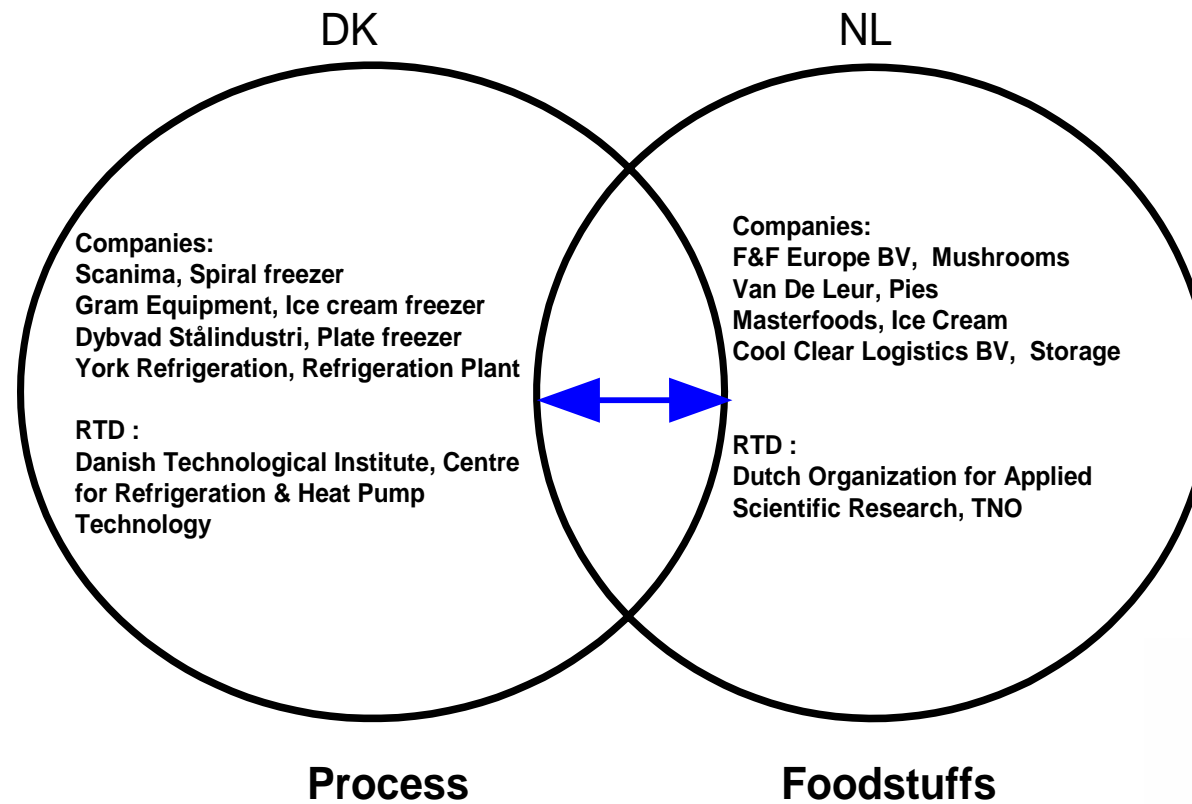 DK
NL
Companies:
Scanima, Spiral freezer
Gram Equipment, Ice cream freezer
Dybvad Stålindustri, Plate freezer
York Refrigeration, Refrigeration Plant
RTD :
Danish Technological Institute, Centre
for Refrigeration & Heat Pump
Technology
Companies:
F&F Europe BV,  Mushrooms
Van De Leur, Pies
Masterfoods, Ice Cream
Cool Clear Logistics BV,  Storage
RTD :
Dutch Organization for Applied
Scientific Research, TNO
Process
Foodstuffs